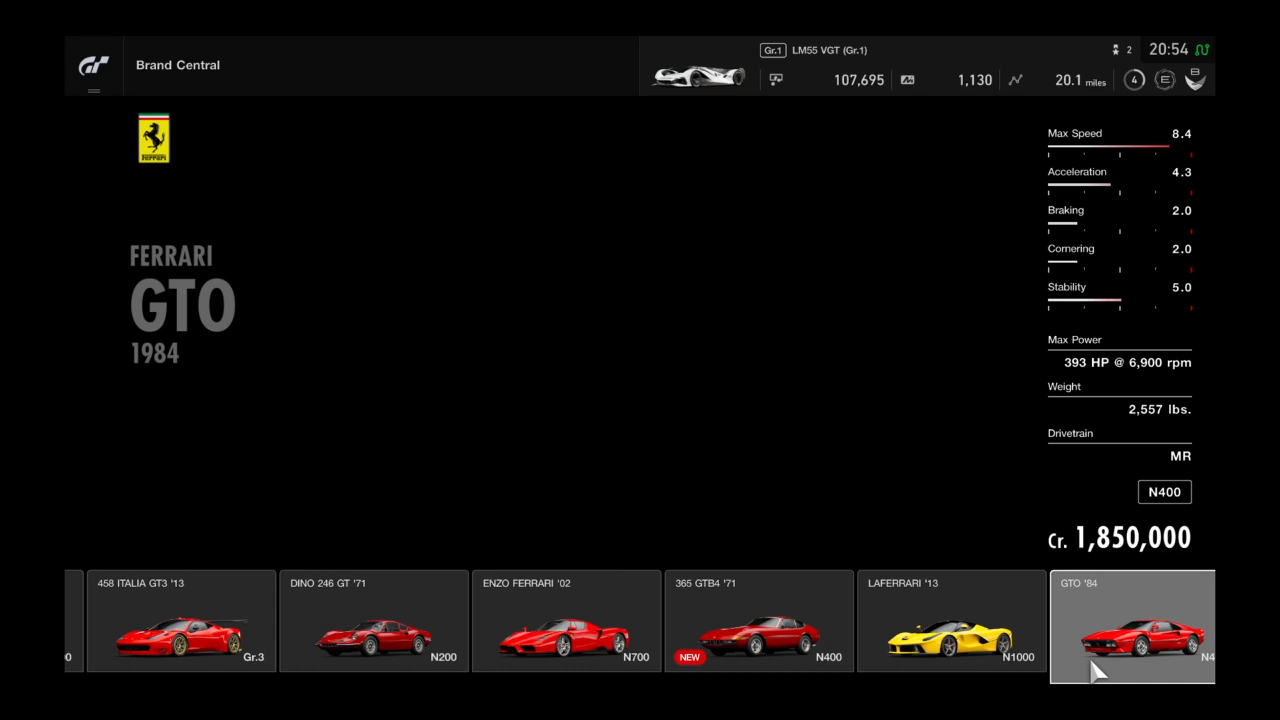 Brand Central
Gr.1 LM55 VGT (Gr.1)
2 20:54
107,695 1,130 20.1 miles 4 E B
Ferrari
FERRARI
GTO
1984
Max Speed 8.4
Acceleration 4.3
Braking 2.0
Cornering 2.0
Stability 5.0
Max Power
393 HP @ 6,900 rpm
Weight
2,557 lbs.
Drivetrain
MR
N400
Cr. 1,850,000
0
458 ITALIA GT3 '13
Gr.3
DINO 246 GT '71
N200
ENZO FERRARI '02
N700
365 GTB4 '71
NEW N400
LAFERRARI '13
N1000
GTO '84
N4